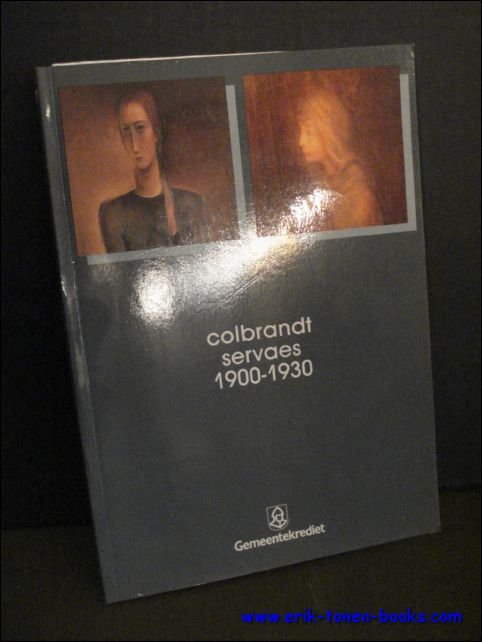 colbrandt
servaes
1900-1930
Gemeentekrediet
www.erik-tonen-books.com